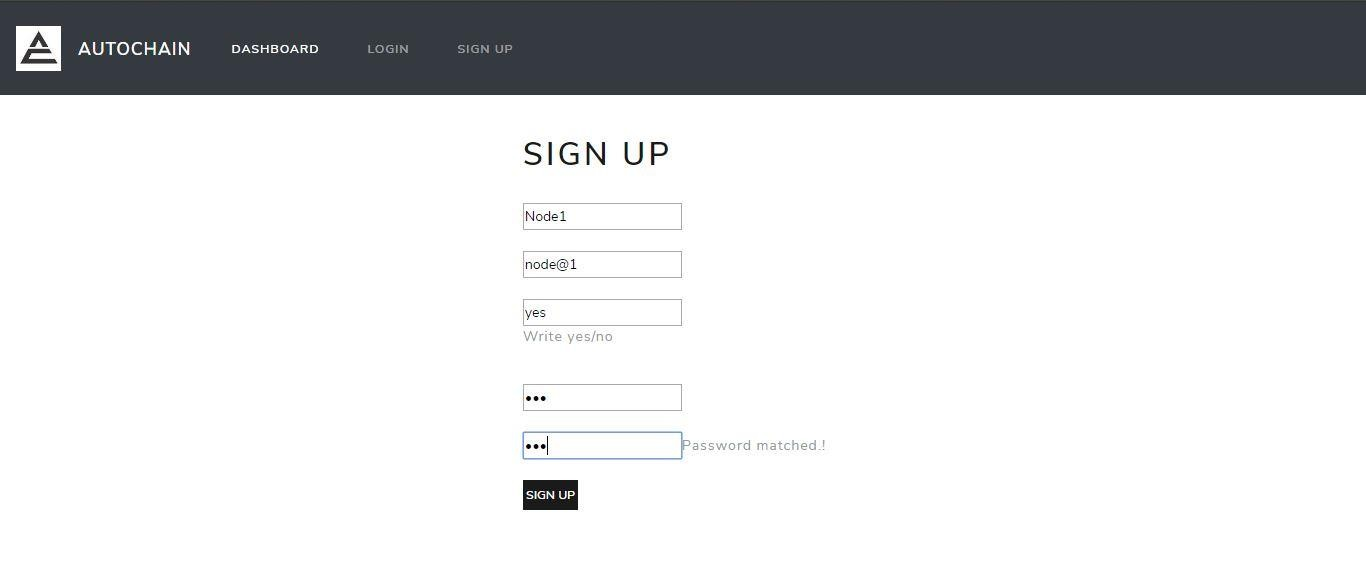 AUTOCHAIN DASHBOARD LOGIN SIGN UP
SIGN UP
Node1
node@1
yes
Write yes/no
•••
••• Password matched.!
SIGN UP